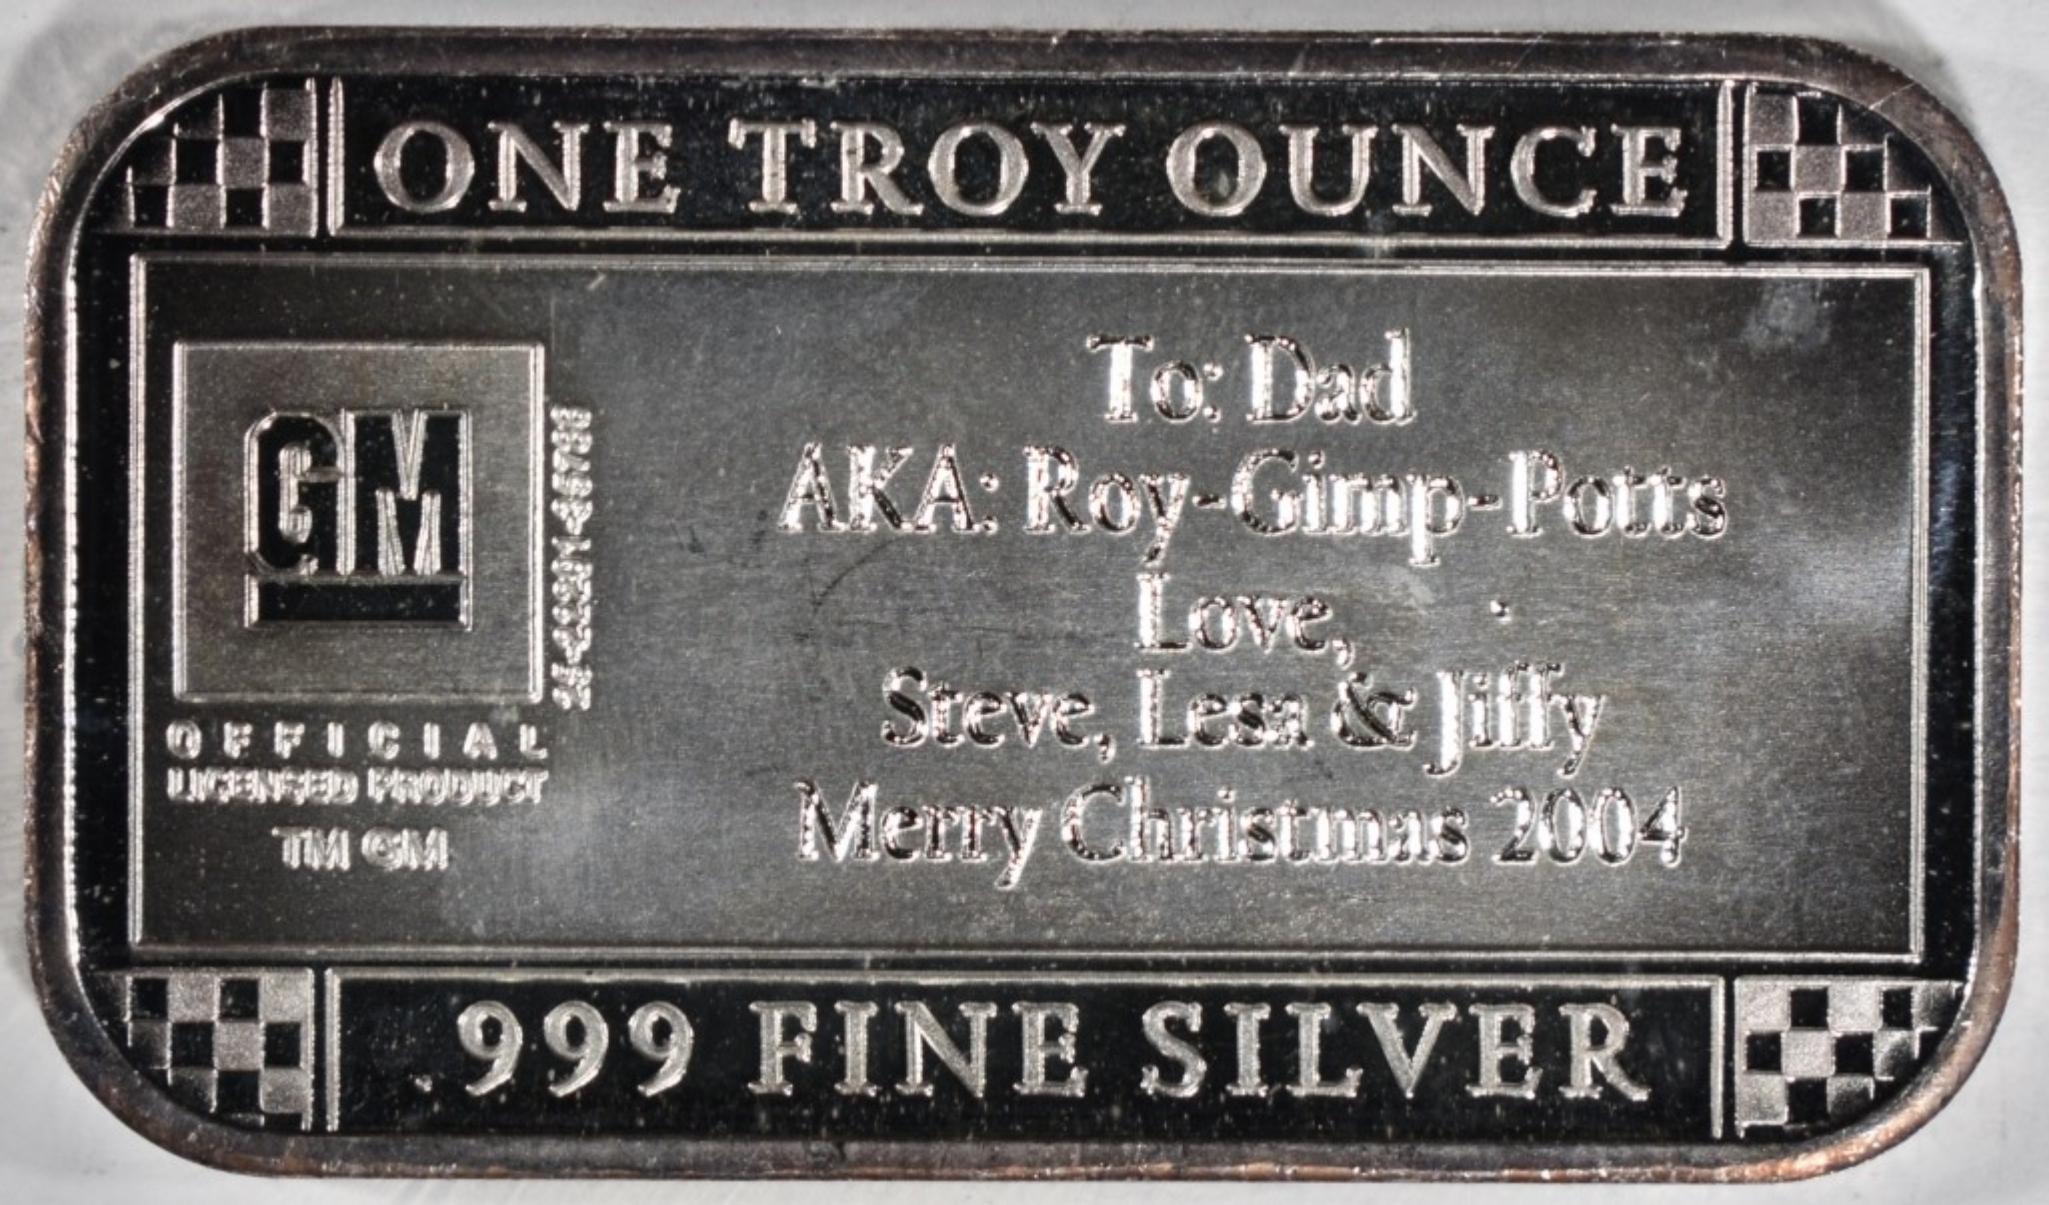 ONE TROY OUNCE
GM
OFFICIAL
LICENSED PRODUCT
TM GM
To: Dad
AKA: Roy-Gimp-Potts
Love,
Steve, Lesa & Jiffy
Merry Christmas 2004
.999 FINE SILVER